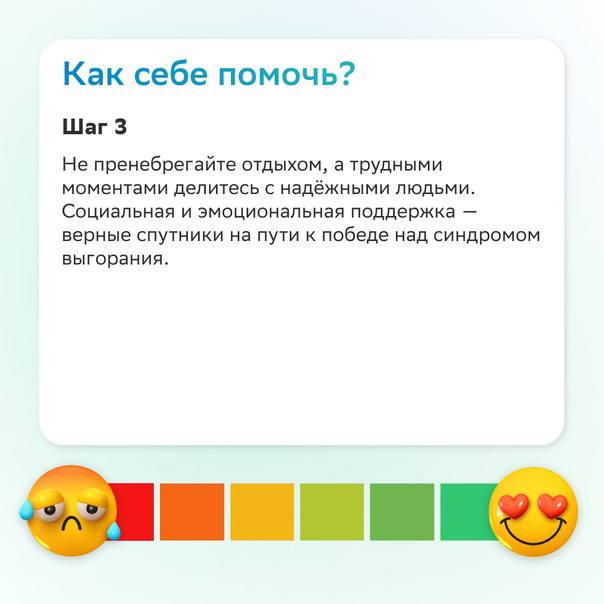 Как себе помочь?
Шаг 3
Не пренебрегайте отдыхом, а трудными
моментами делитесь с надёжными людьми.
Социальная и эмоциональная поддержка —
верные спутники на пути к победе над синдромом
выгорания.